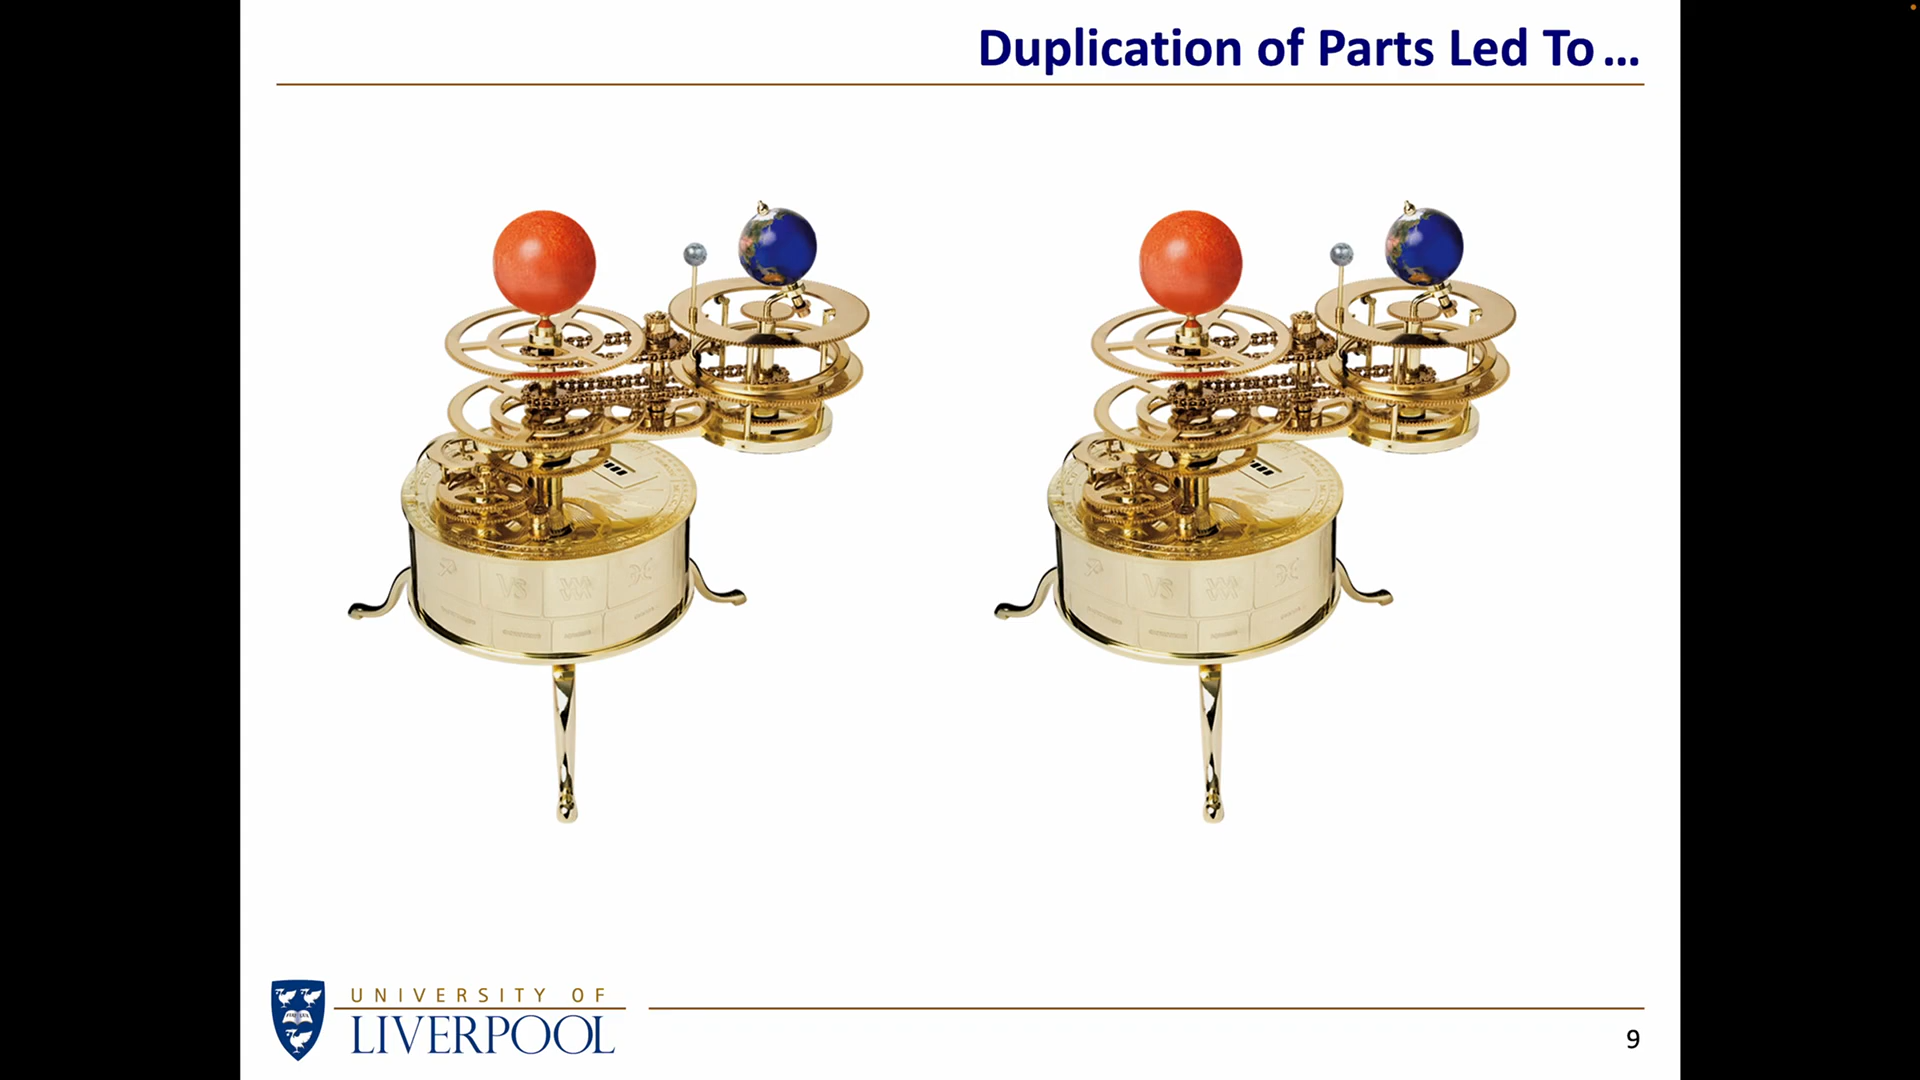 Duplication of Parts Led To ...
UNIVERSITY OF
LIVERPOOL
9